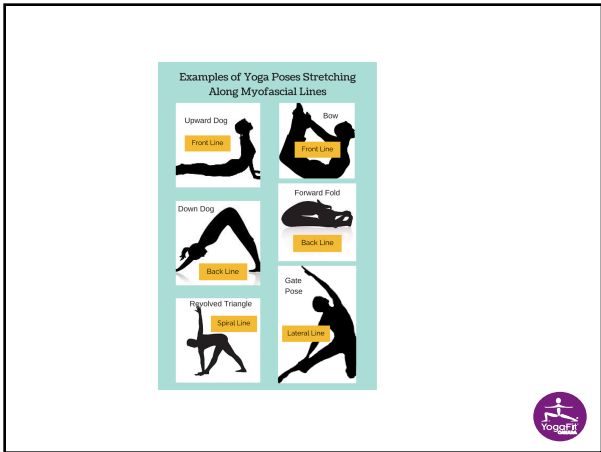 Examples of Yoga Poses Stretching
Along Myofascial Lines
Upward Dog
Front Line
Bow
Front Line
Down Dog
Back Line
Forward Fold
Back Line
Revolved Triangle
Spiral Line
Gate
Pose
Lateral Line
YogaFit
CANADA